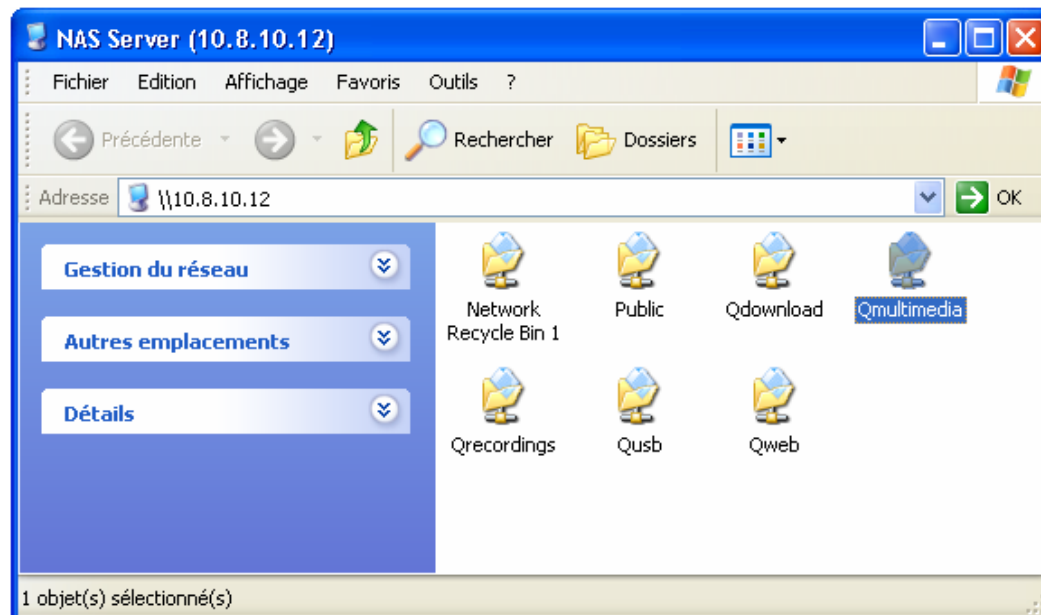 NAS Server (10.8.10.12)
Fichier Edition Affichage Favoris Outils ?
Précédente Rechercher Dossiers
Adresse \\10.8.10.12 OK
Gestion du réseau
Autres emplacements
Détails
Network Recycle Bin 1
Public
Qdownload
Qmultimedia
Qrecordings
Qusb
Qweb
1 objet(s) sélectionné(s)